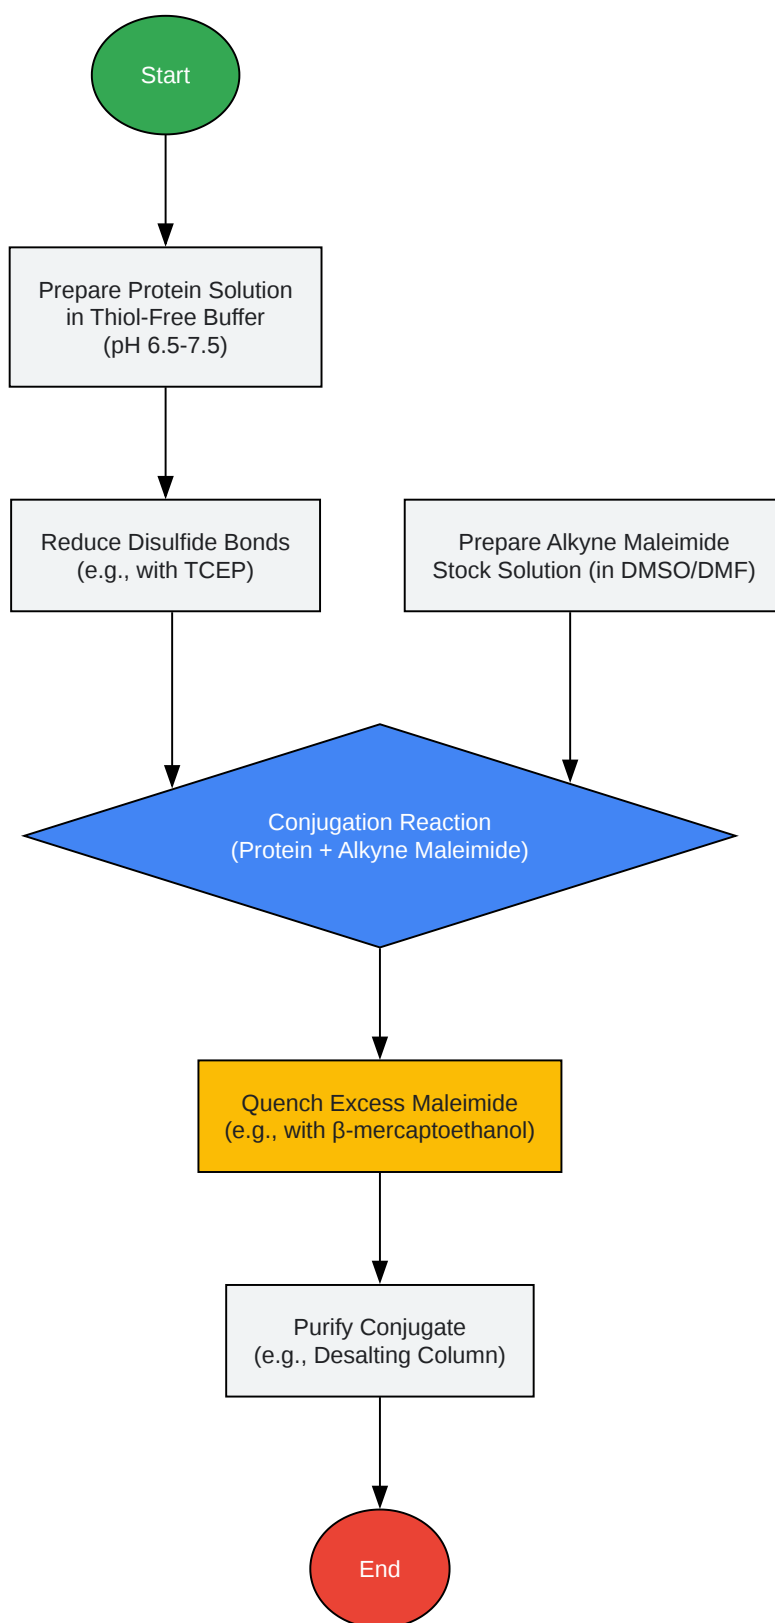 Start
Prepare Protein Solution
in Thiol-Free Buffer
(pH 6.5-7.5)
Reduce Disulfide Bonds
(e.g., with TCEP)
Prepare Alkyne Maleimide
Stock Solution (in DMSO/DMF)
Conjugation Reaction
(Protein + Alkyne Maleimide)
Quench Excess Maleimide
(e.g., with β-mercaptoethanol)
Purify Conjugate
(e.g., Desalting Column)
End